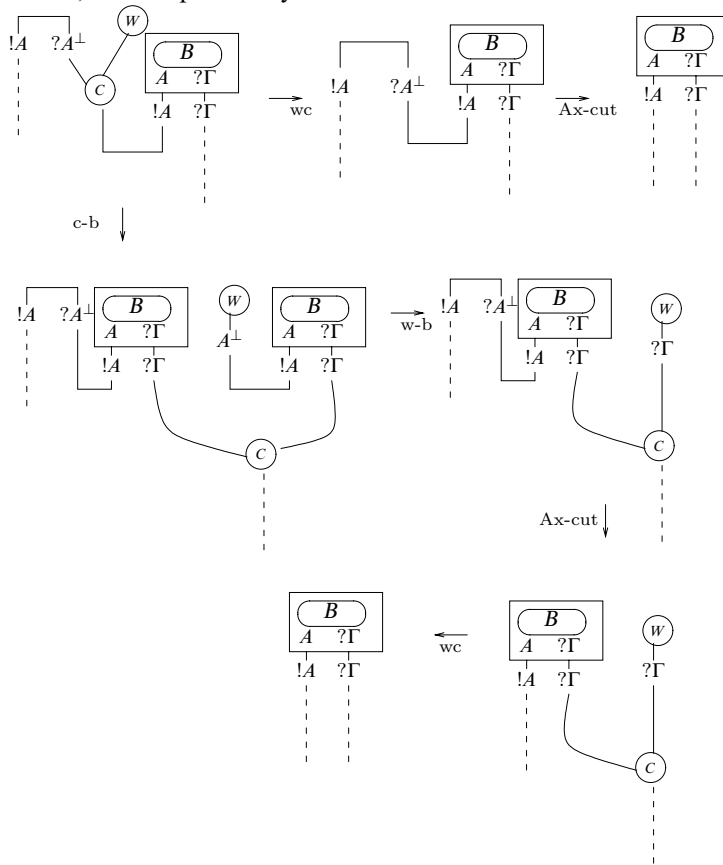 W
!A ?A⊥ B B B
A ?Γ A ?Γ A ?Γ
C !A ?A⊥
!A ?Γ wc !A ?Γ Ax-cut !A ?Γ
c-b
B W B !A ?A⊥ B W
!A ?A⊥ A ?Γ A ?Γ w-b A ?Γ
!A ?Γ A⊥ !A ?Γ !A ?Γ ?Γ
C C
Ax-cut
B B W
A ?Γ wc A ?Γ
!A ?Γ !A ?Γ ?Γ
C